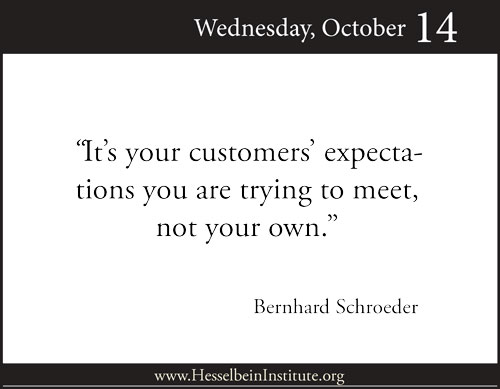 Wednesday, October 14
“It’s your customers’ expecta-
tions you are trying to meet,
not your own.”
Bernhard Schroeder
www.HesselbeinInstitute.org